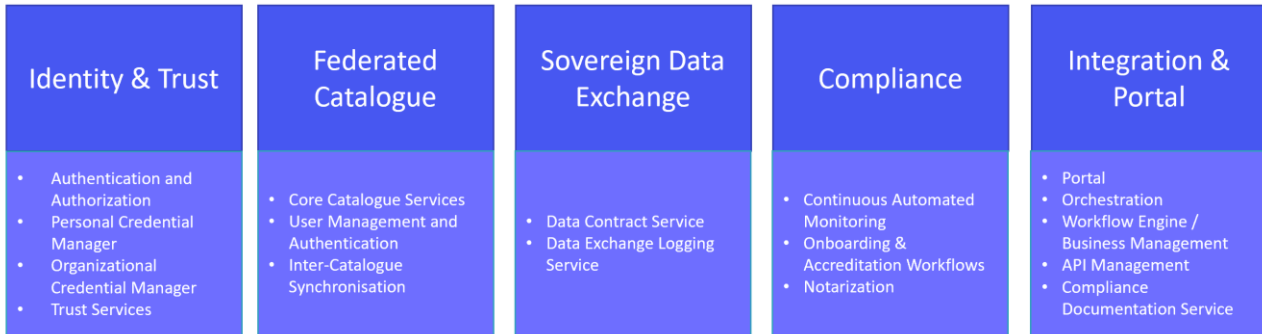 Identity & Trust
• Authentication and
Authorization
• Personal Credential
Manager
• Organizational
Credential Manager
• Trust Services
Federated
Catalogue
• Core Catalogue Services
• User Management and
Authentication
• Inter-Catalogue
Synchronisation
Sovereign Data
Exchange
• Data Contract Service
• Data Exchange Logging
Service
Compliance
• Continuous Automated
Monitoring
• Onboarding &
Accreditation Workflows
• Notarization
Integration &
Portal
• Portal
• Orchestration
• Workflow Engine /
Business Management
• API Management
• Compliance
Documentation Service